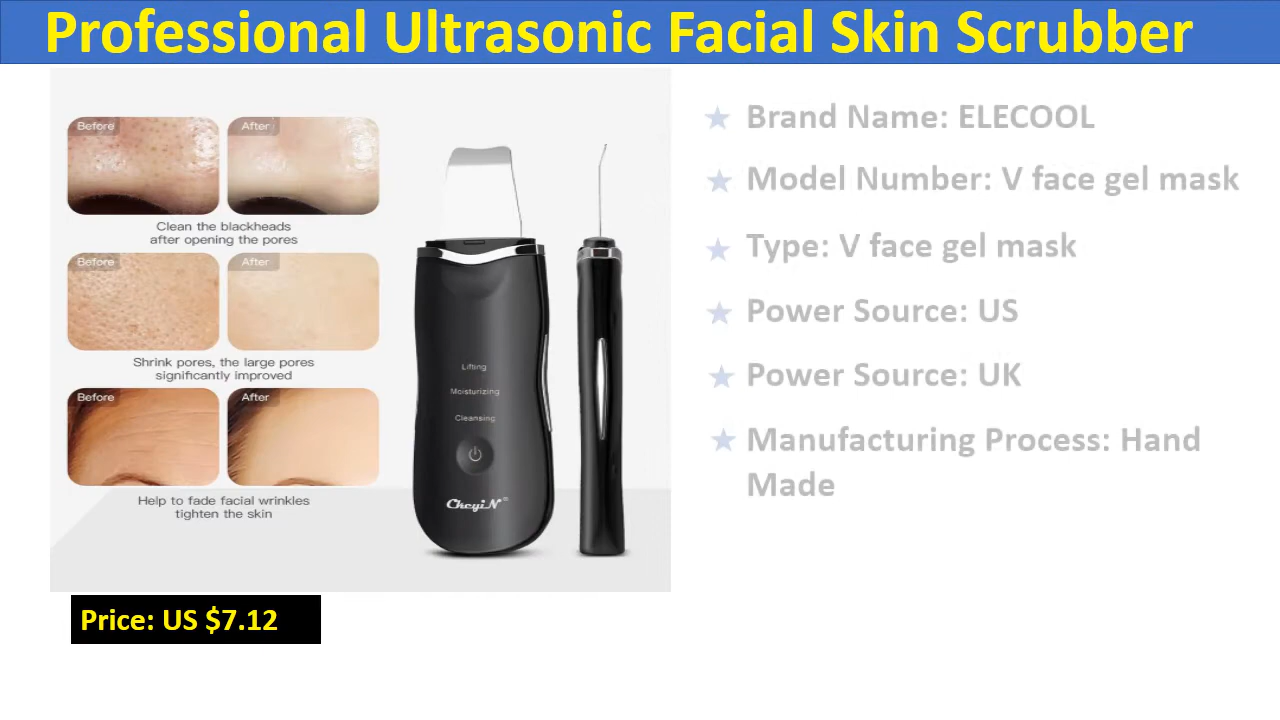 Professional Ultrasonic Facial Skin Scrubber
Before
After
Clean the blackheads
after opening the pores
Before
After
Shrink pores, the large pores
significantly improved
Before
After
Help to fade facial wrinkles
tighten the skin
Lifting
Moisturizing
Cleansing
CkeyiN®
Price: US $7.12
Brand Name: ELECOOL
Model Number: V face gel mask
Type: V face gel mask
Power Source: US
Power Source: UK
Manufacturing Process: Hand
Made